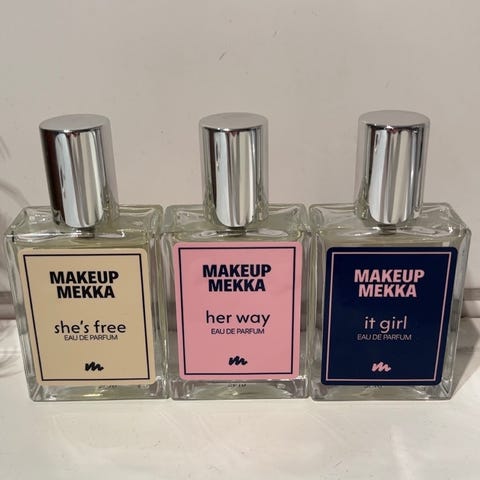 MAKEUP
MEKKA
she's free
EAU DE PARFUM
m
MAKEUP
MEKKA
her way
EAU DE PARFUM
m
MAKEUP
MEKKA
it girl
EAU DE PARFUM
m